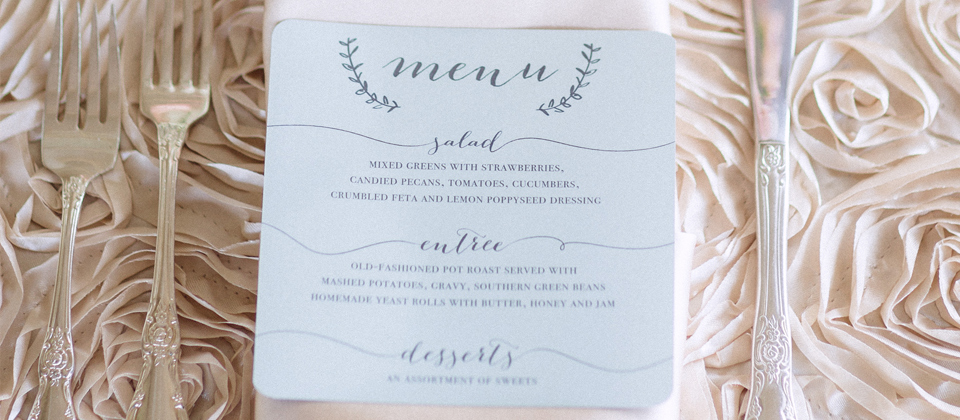 menu
salad
MIXED GREENS WITH STRAWBERRIES,
CANDIED PECANS, TOMATOES, CUCUMBERS,
CRUMBLED FETA AND LEMON POPPYSEED DRESSING
entree
OLD-FASHIONED POT ROAST SERVED WITH
MASHED POTATOES, GRAVY, SOUTHERN GREEN BEANS
HOMEMADE YEAST ROLLS WITH BUTTER, HONEY AND JAM
desserts
AN ASSORTMENT OF SWEETS